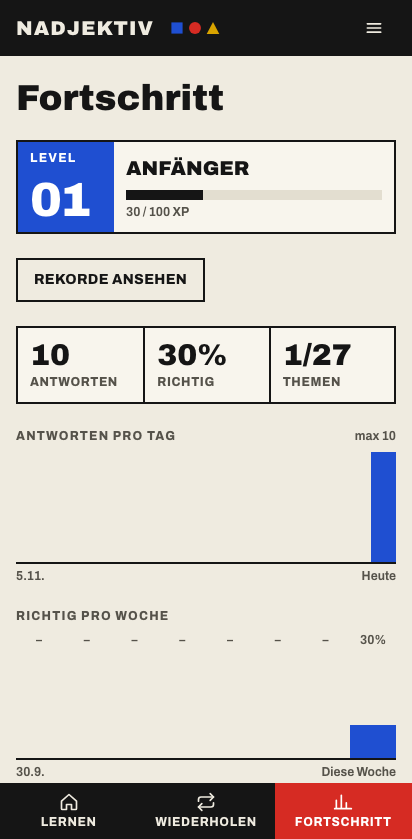 NADJEKTIV
Fortschritt
LEVEL
01
ANFÄNGER
30 / 100 XP
REKORDE ANSEHEN
10
ANTWORTEN
30%
RICHTIG
1/27
THEMEN
ANTWORTEN PRO TAG
max 10
5.11.
Heute
RICHTIG PRO WOCHE
– – – – – – – 30%
30.9.
Diese Woche
LERNEN
WIEDERHOLEN
FORTSCHRITT